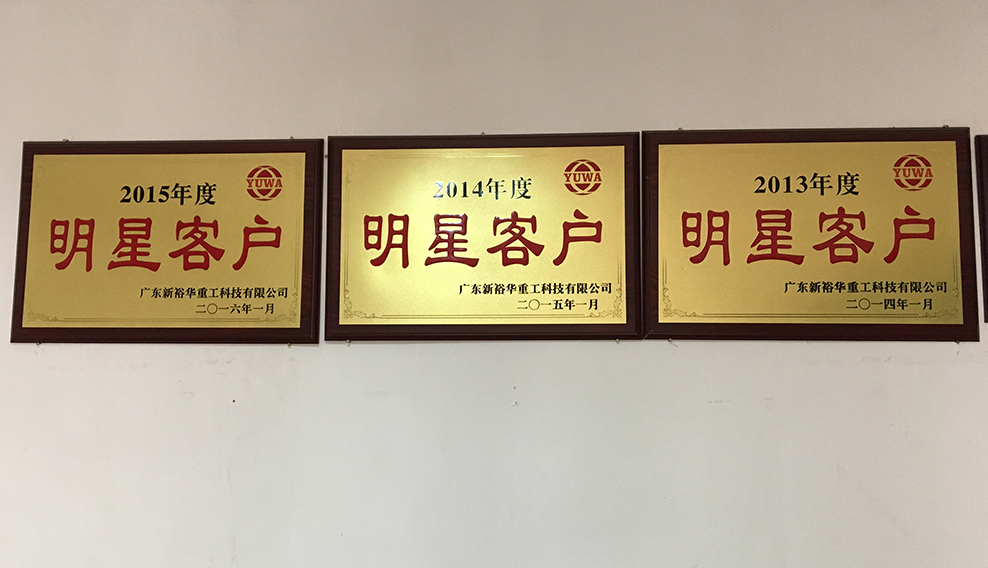 2015年度
YUWA
明星客户
广东新裕华重工科技有限公司
二〇一六年一月
2014年度
YUWA
明星客户
广东新裕华重工科技有限公司
二〇一五年一月
2013年度
YUWA
明星客户
广东新裕华重工科技有限公司
二〇一四年一月